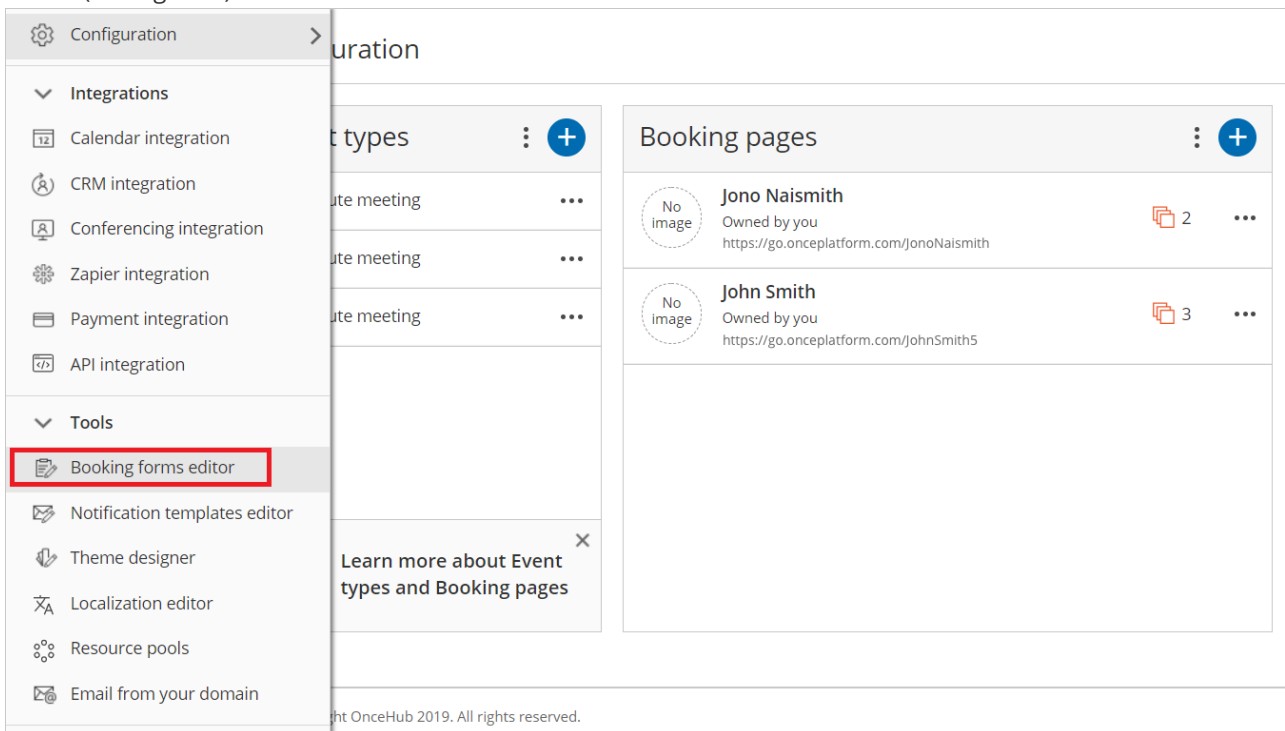 Configuration
Integrations
12
Calendar integration
CRM integration
Conferencing integration
Zapier integration
Payment integration
API integration
Tools
Booking forms editor
Notification templates editor
Theme designer
Localization editor
Resource pools
Email from your domain
uration
t types
ute meeting
ute meeting
ute meeting
Learn more about Event
types and Booking pages
Booking pages
No
image
Jono Naismith
Owned by you
https://go.onceplatform.com/JonoNaismith
2
No
image
John Smith
Owned by you
https://go.onceplatform.com/JohnSmith5
3
ght OnceHub 2019. All rights reserved.